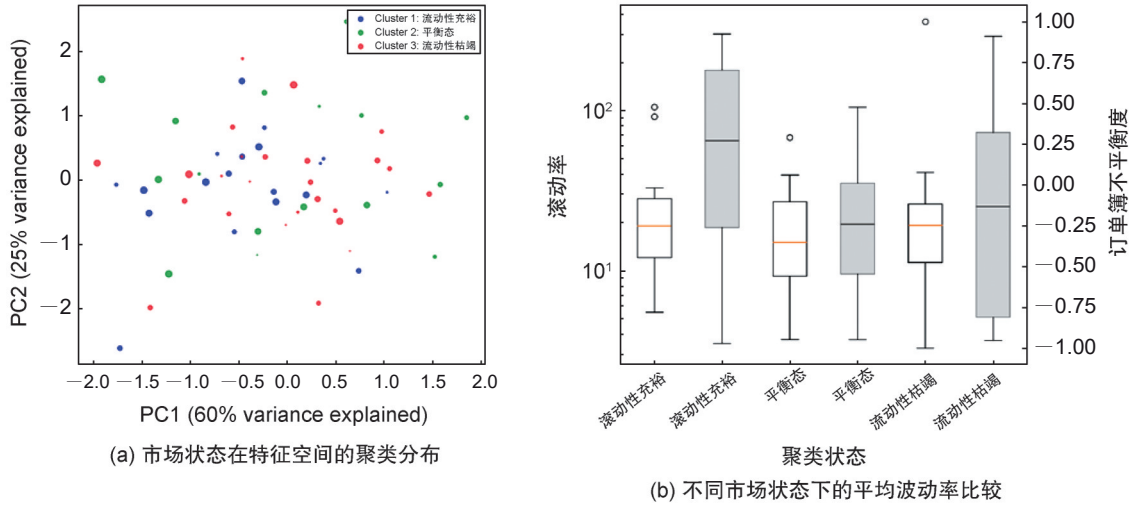 Cluster 1: 流动性充裕
Cluster 2: 平衡态
Cluster 3: 流动性枯竭
PC2 (25% variance explained)
2
1
0
—1
—2
—2.0 —1.5 —1.0 —0.5 0.0 0.5 1.0 1.5 2.0
PC1 (60% variance explained)
(a) 市场状态在特征空间的聚类分布
滚动率
10²
10¹
1.00
0.75
0.50
0.25
0.00
—0.25
—0.50
—0.75
—1.00
订单簿不平衡度
滚动性充裕 滚动性充裕 平衡态 平衡态 流动性枯竭 流动性枯竭
聚类状态
(b) 不同市场状态下的平均波动率比较